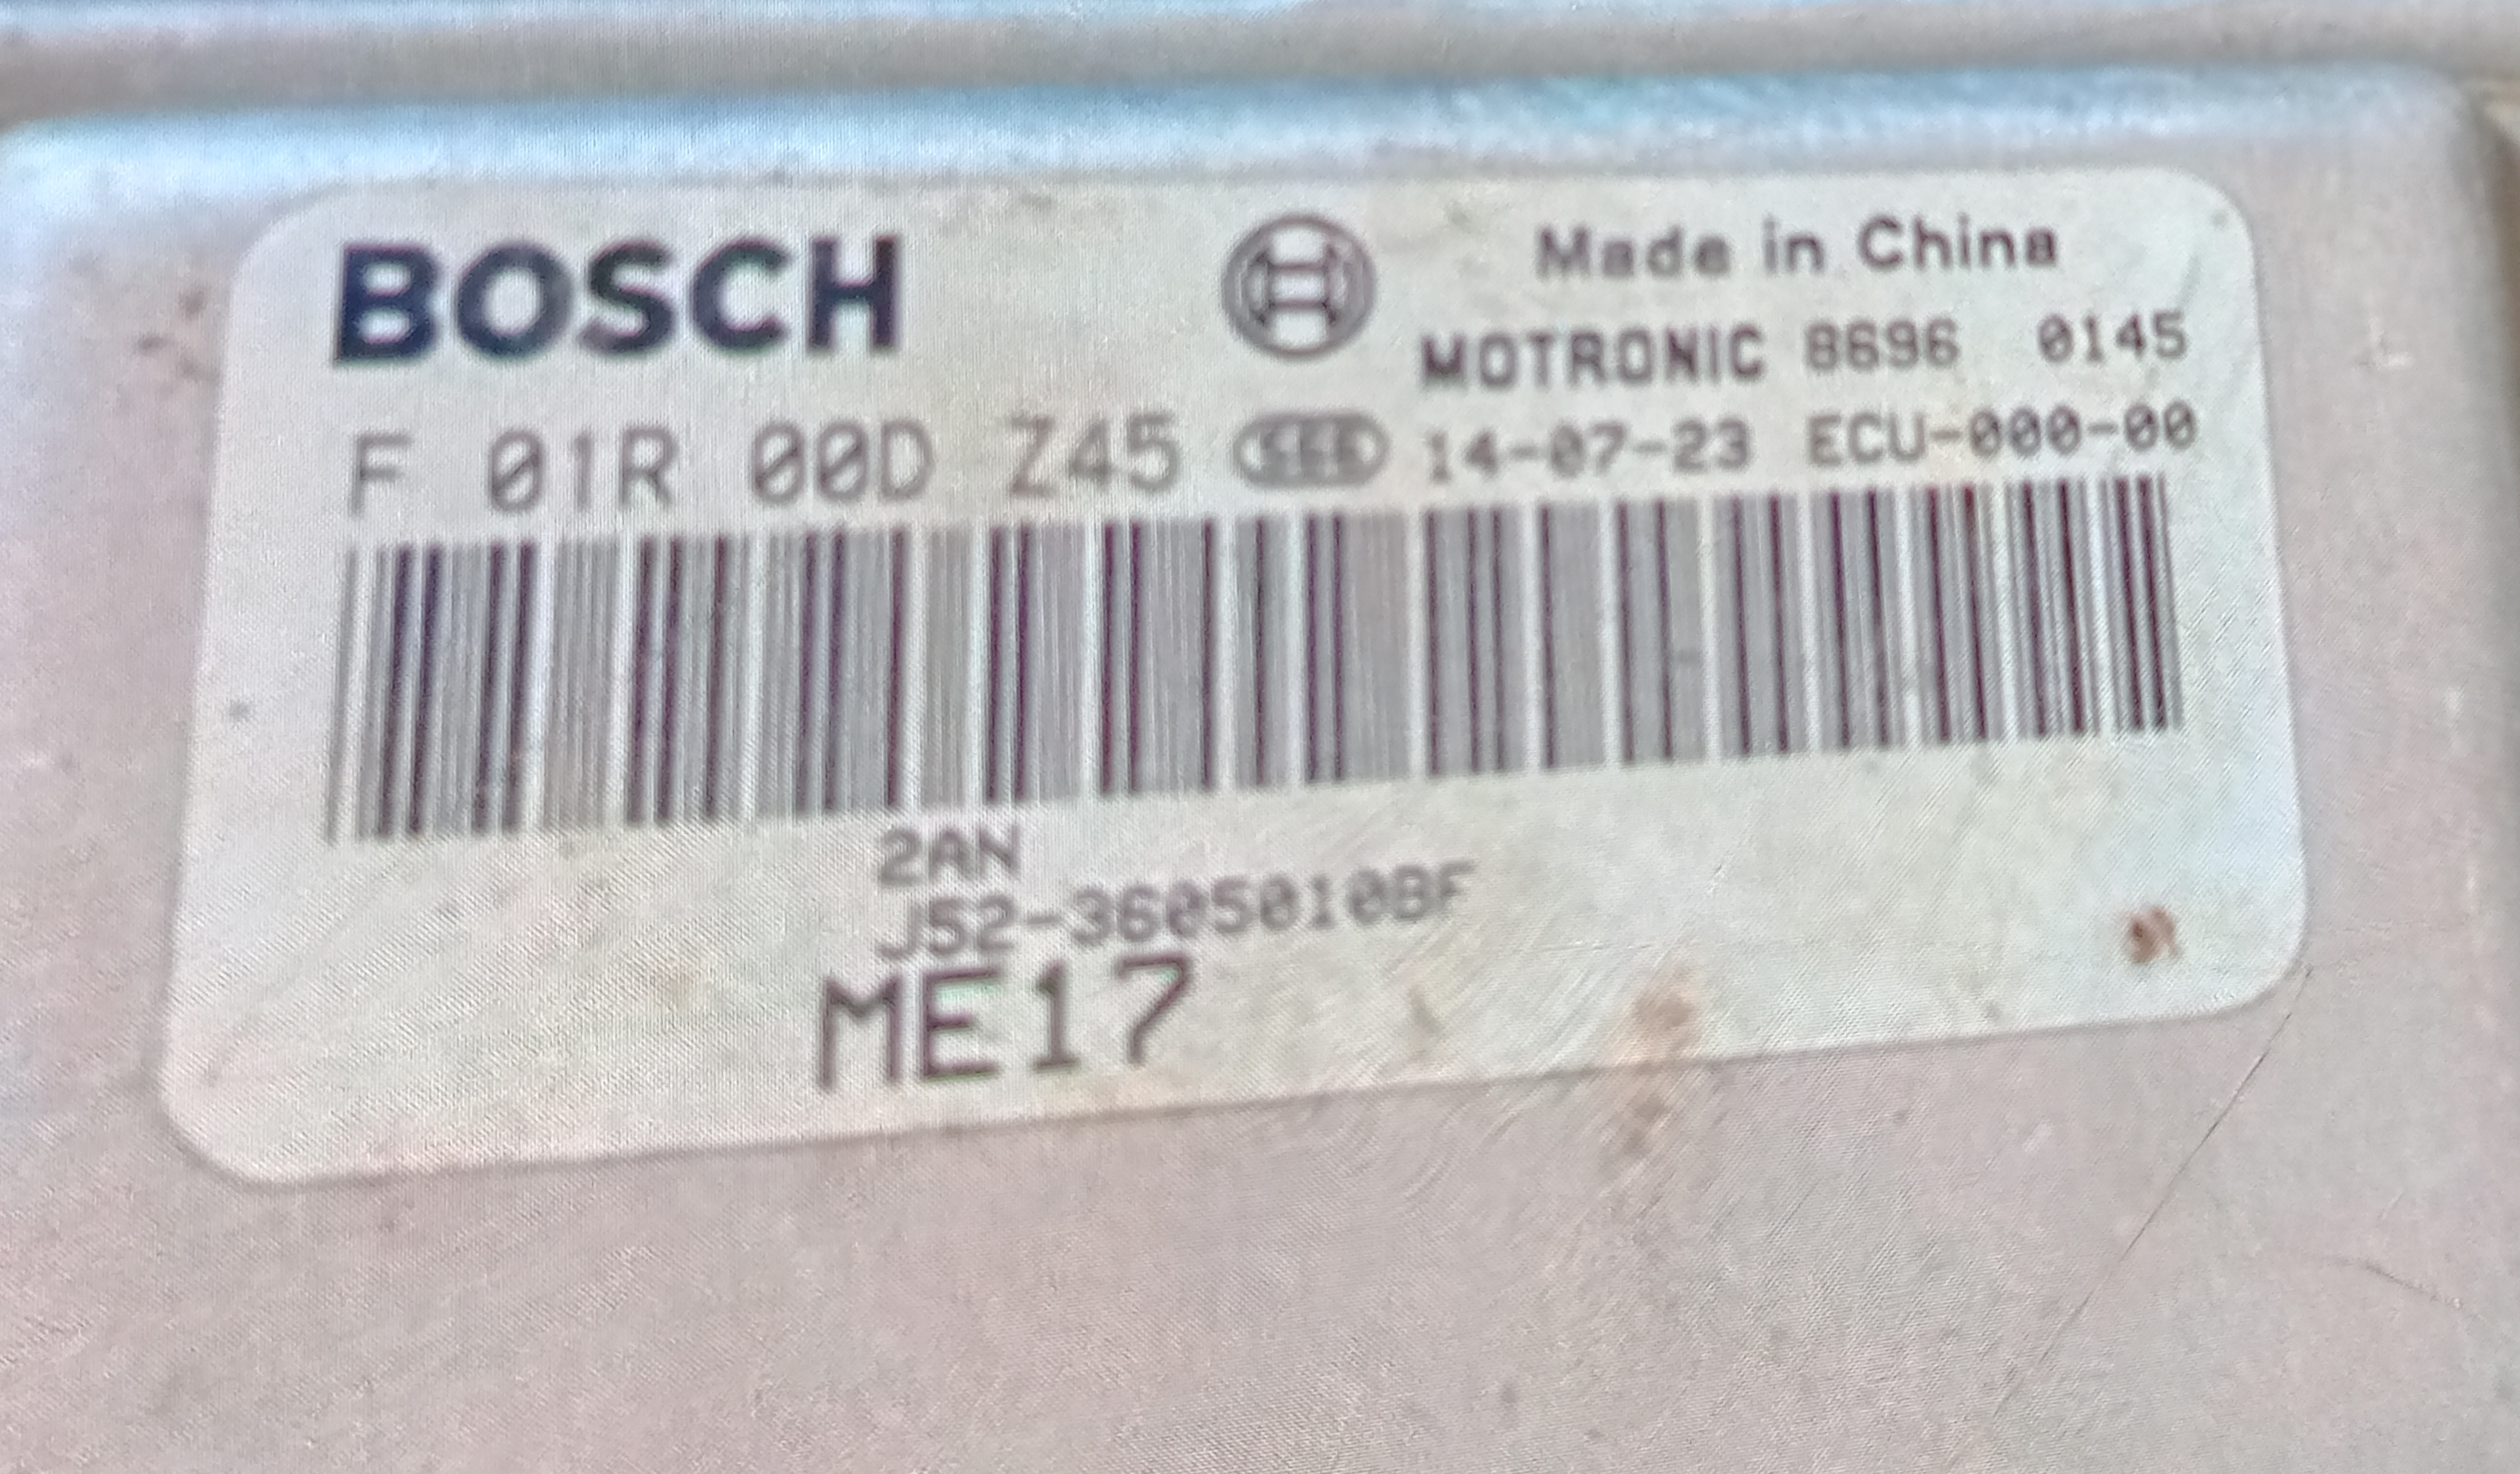 BOSCH
Made in China
MOTRONIC 8696 0145
F 01R 00D Z45
14-07-23 ECU-000-00
2AN
J52-3605010BF
ME17